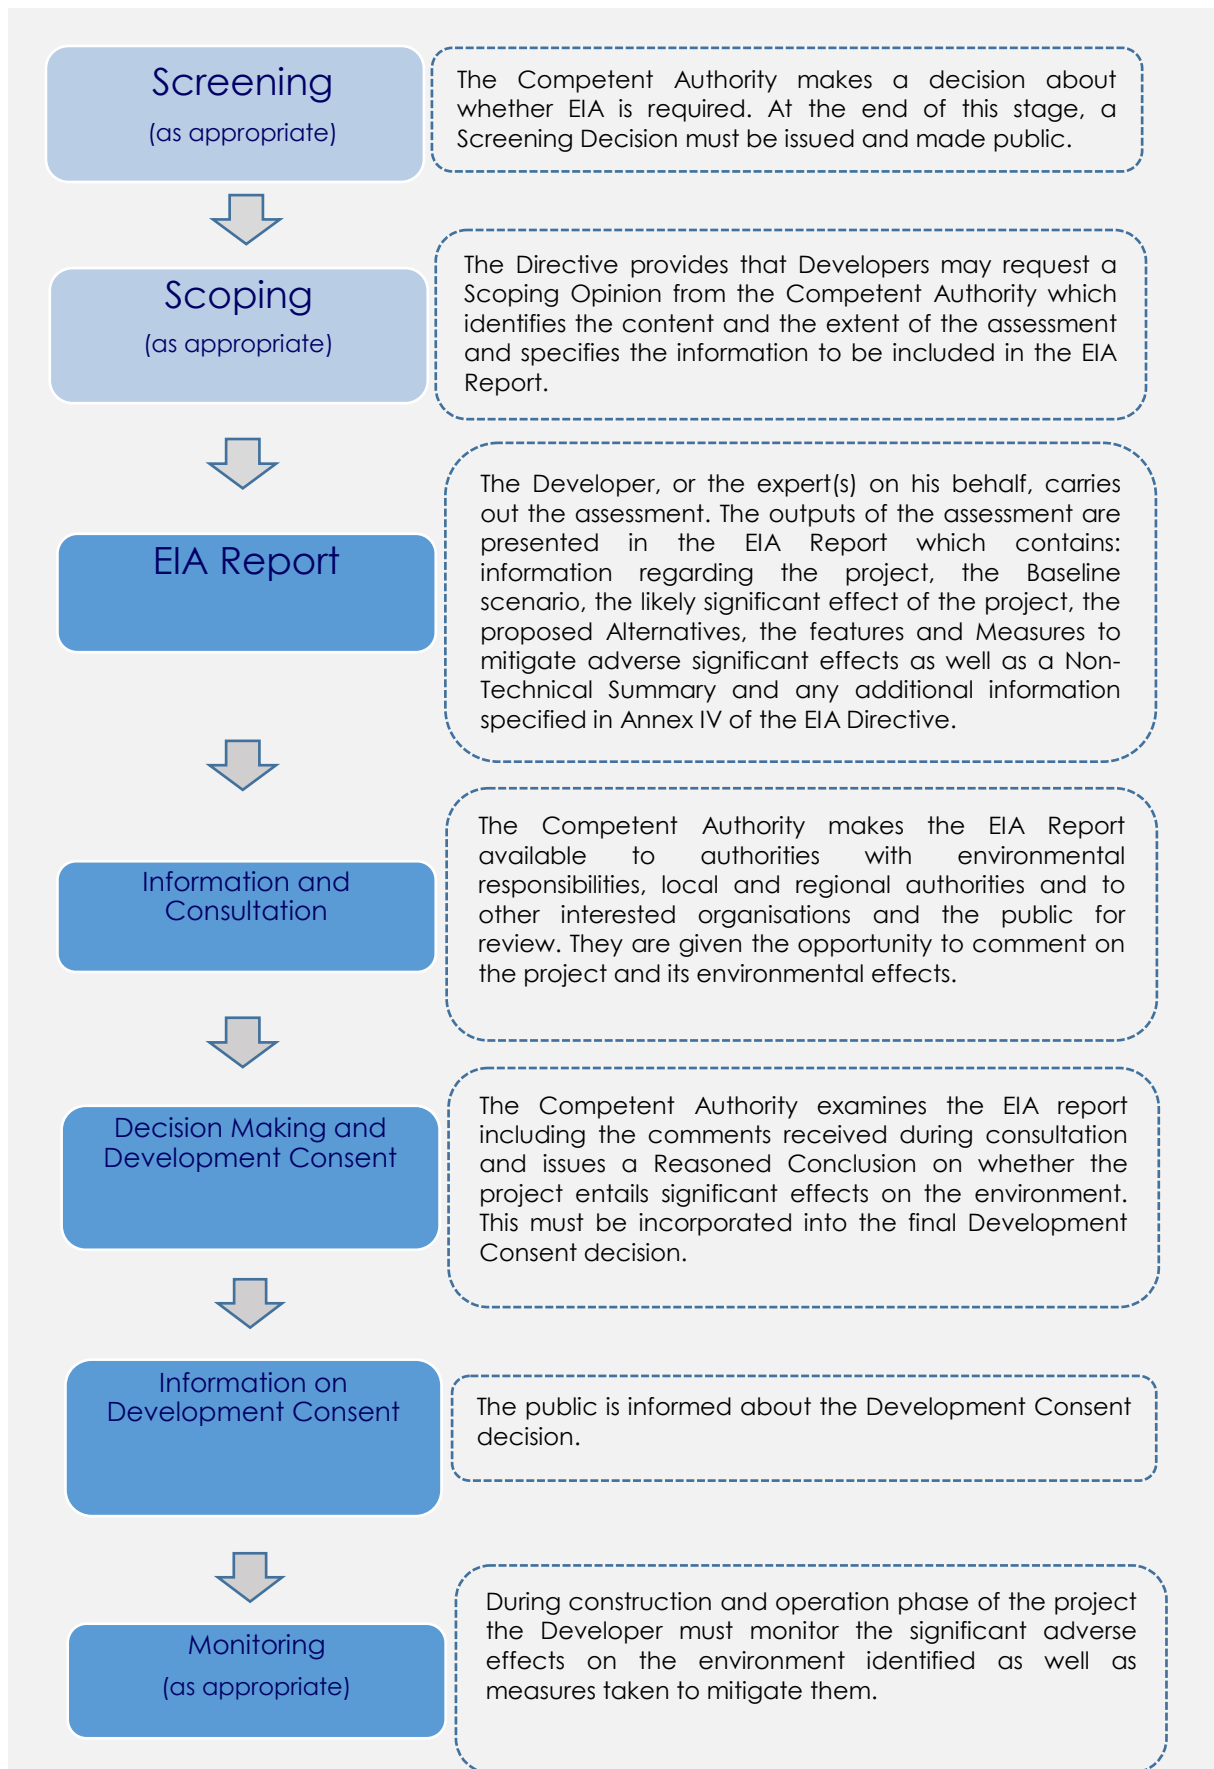 Screening
(as appropriate)
The Competent Authority makes a decision about
whether EIA is required. At the end of this stage, a
Screening Decision must be issued and made public.
Scoping
(as appropriate)
The Directive provides that Developers may request a
Scoping Opinion from the Competent Authority which
identifies the content and the extent of the assessment
and specifies the information to be included in the EIA
Report.
EIA Report
The Developer, or the expert(s) on his behalf, carries
out the assessment. The outputs of the assessment are
presented in the EIA Report which contains:
information regarding the project, the Baseline
scenario, the likely significant effect of the project, the
proposed Alternatives, the features and Measures to
mitigate adverse significant effects as well as a Non-
Technical Summary and any additional information
specified in Annex IV of the EIA Directive.
Information and
Consultation
The Competent Authority makes the EIA Report
available to authorities with environmental
responsibilities, local and regional authorities and to
other interested organisations and the public for
review. They are given the opportunity to comment on
the project and its environmental effects.
Decision Making and
Development Consent
The Competent Authority examines the EIA report
including the comments received during consultation
and issues a Reasoned Conclusion on whether the
project entails significant effects on the environment.
This must be incorporated into the final Development
Consent decision.
Information on
Development Consent
The public is informed about the Development Consent
decision.
Monitoring
(as appropriate)
During construction and operation phase of the project
the Developer must monitor the significant adverse
effects on the environment identified as well as
measures taken to mitigate them.